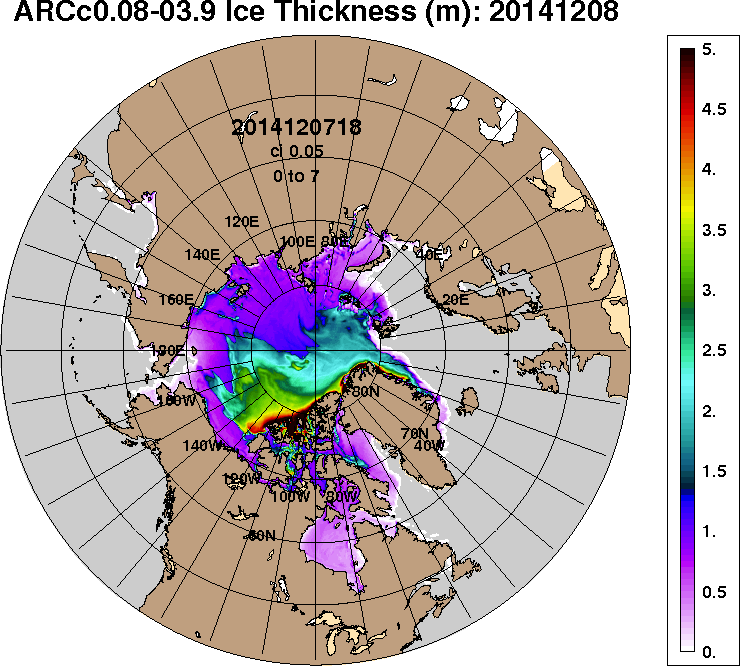 ARCc0.08-03.9 Ice Thickness (m): 20141208
2014120718
ci 0.05
0 to 7
120E
140E
100E
80E
40E
160E
20E
180E
160W
80N
140W
70N
40W
120W
100W
80W
60N
5.
4.5
4.
3.5
3.
2.5
2.
1.5
1.
0.5
0.